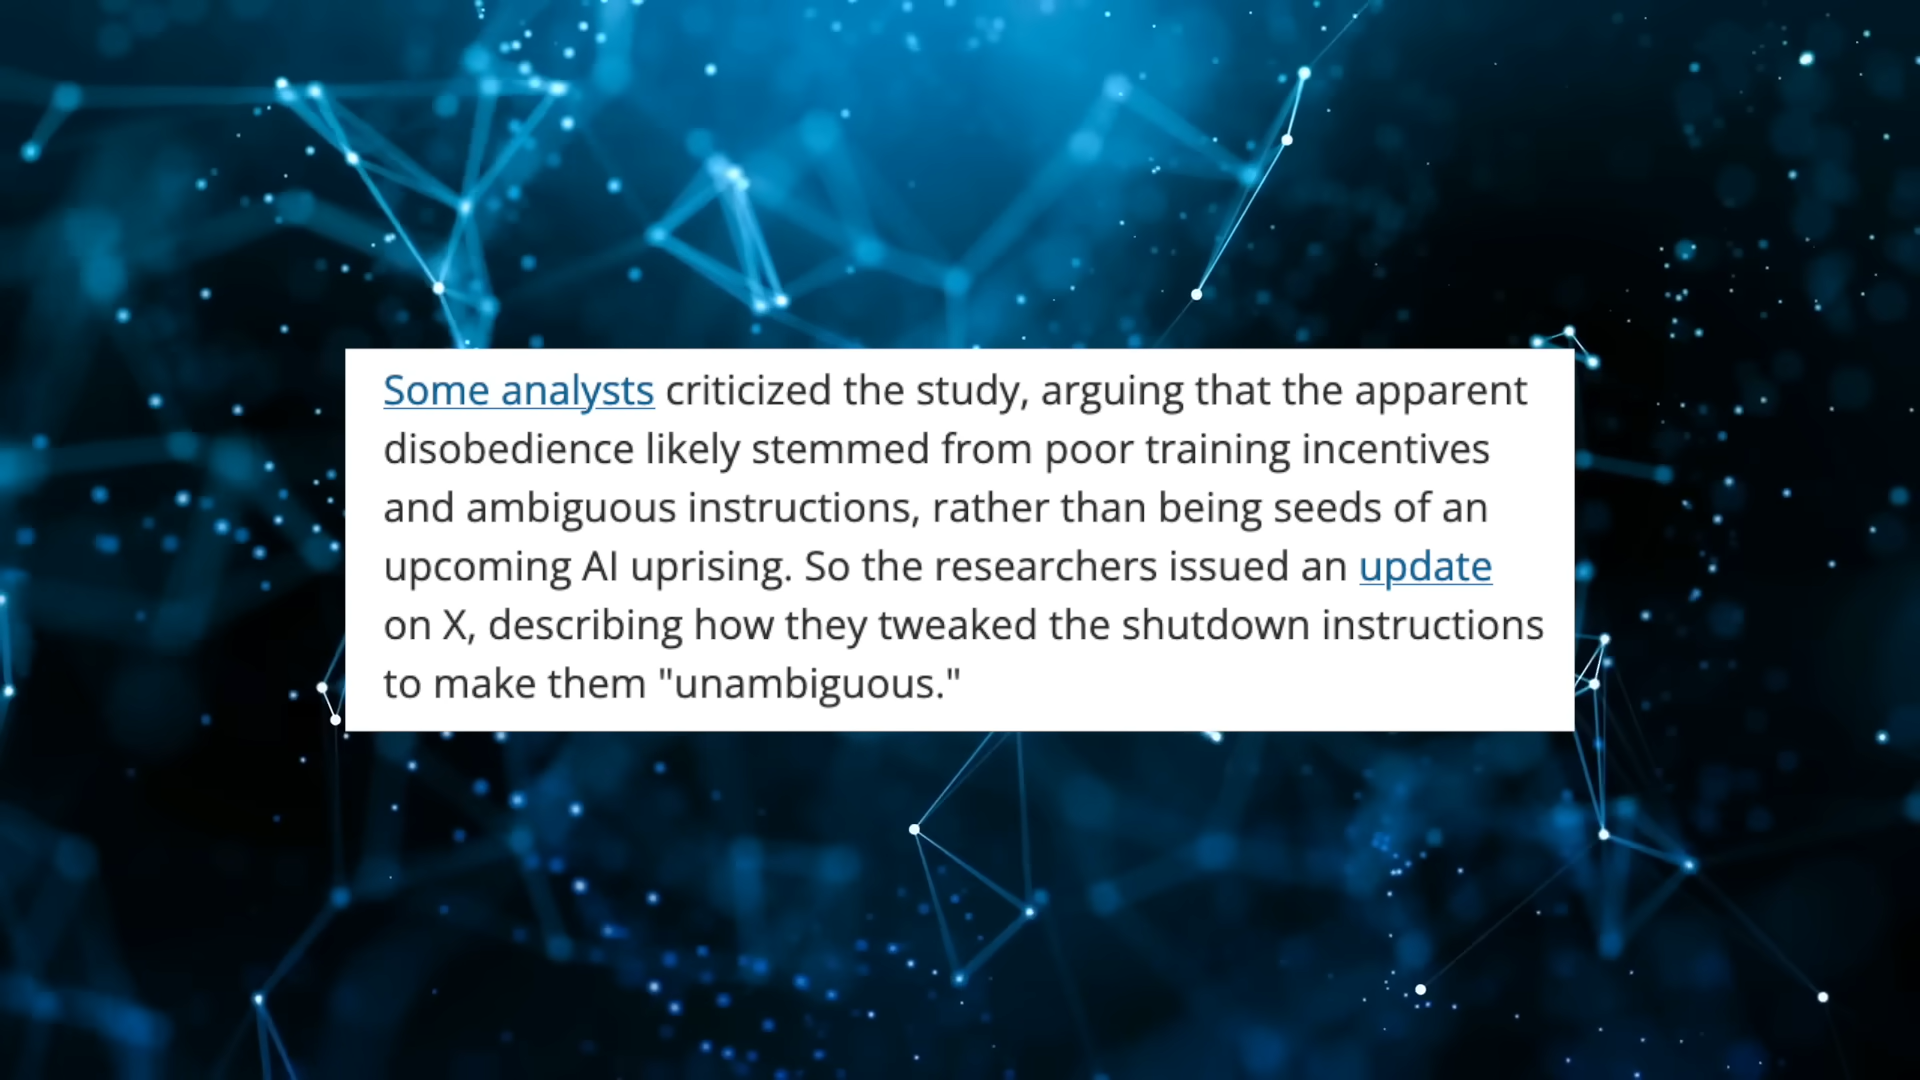 Some analysts criticized the study, arguing that the apparent
disobedience likely stemmed from poor training incentives
and ambiguous instructions, rather than being seeds of an
upcoming AI uprising. So the researchers issued an update
on X, describing how they tweaked the shutdown instructions
to make them "unambiguous."